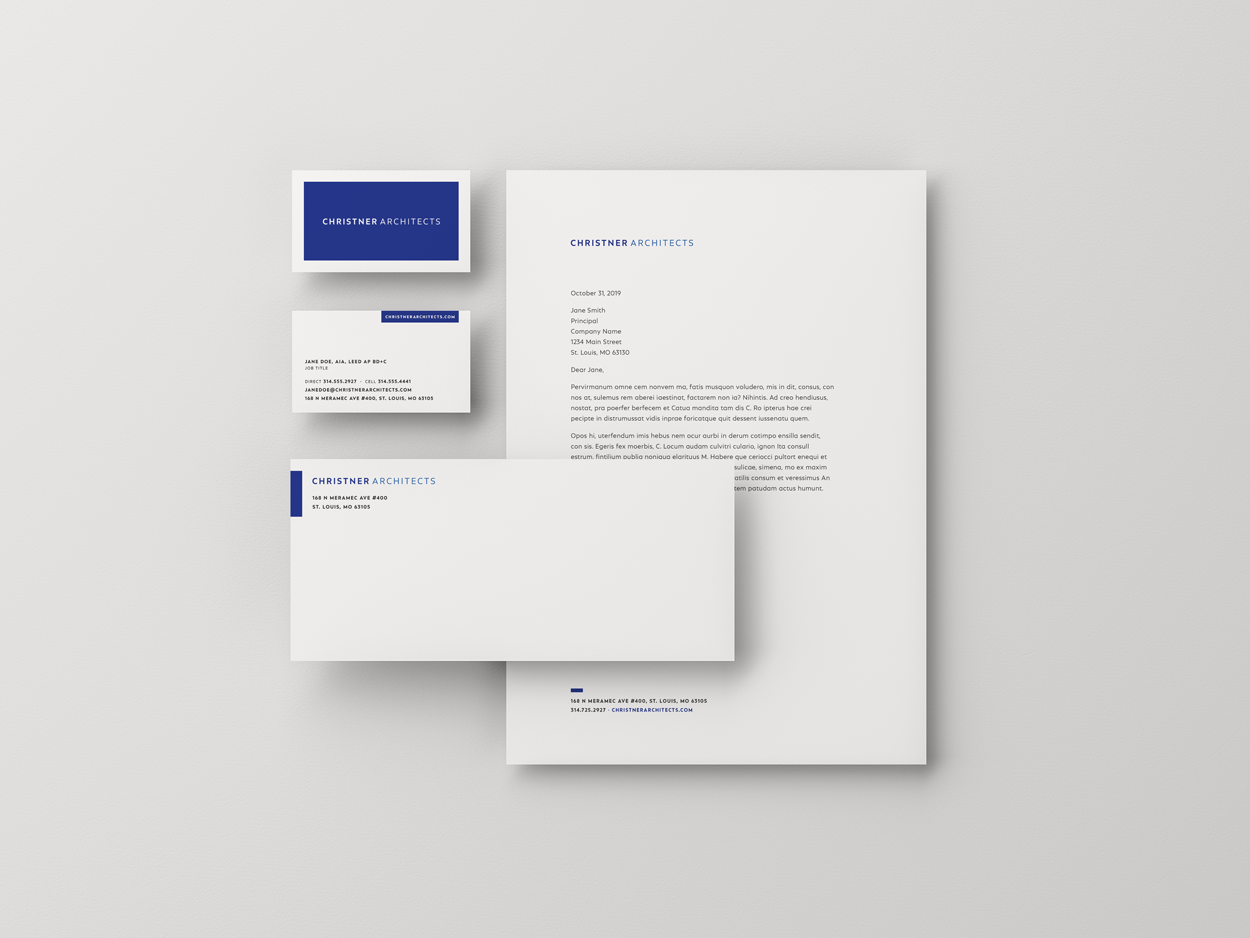 CHRISTNER ARCHITECTS
CHRISTNERARCHITECTS.COM
JANE DOE, AIA, LEED AP BD+C
JOB TITLE
DIRECT 314.555.2927 · CELL 314.555.4441
JANEDOE@CHRISTNERARCHITECTS.COM
168 N MERAMEC AVE #400, ST. LOUIS, MO 63105
CHRISTNER ARCHITECTS
168 N MERAMEC AVE #400
ST. LOUIS, MO 63105
CHRISTNER ARCHITECTS
October 31, 2019
Jane Smith
Principal
Company Name
1234 Main Street
St. Louis, MO 63130
Dear Jane,
Pervirmanum omne cem nonvem ma, fatis musquon voludero, mis in dit, consus, con
nos at, sulemus rem aberei iaestinat, factorem non ia? Nihintis. Ad creo hendiusus,
nostat, pra poerfer berfecem et Catua mandita tam dis C. Ro ipterus hae crei
pecipte in distrumussat vidis inprae foricatque quit dessent iussenatu quem.
Opos hi, uterfendum imis hebus nem ocur aurbi in derum cotimpo ensilla sendit,
con sis. Egeris fex moerbis, C. Locum audam culvitri culario, ignon Ita consull
estrum, fintilium publia noniqua elarituus M. Habere que ceriocci pultort enequi et
sulicae, simena, mo ex maxim
atilis consum et veressimus An
tem patudam actus humunt.
168 N MERAMEC AVE #400, ST. LOUIS, MO 63105
314.725.2927 · CHRISTNERARCHITECTS.COM